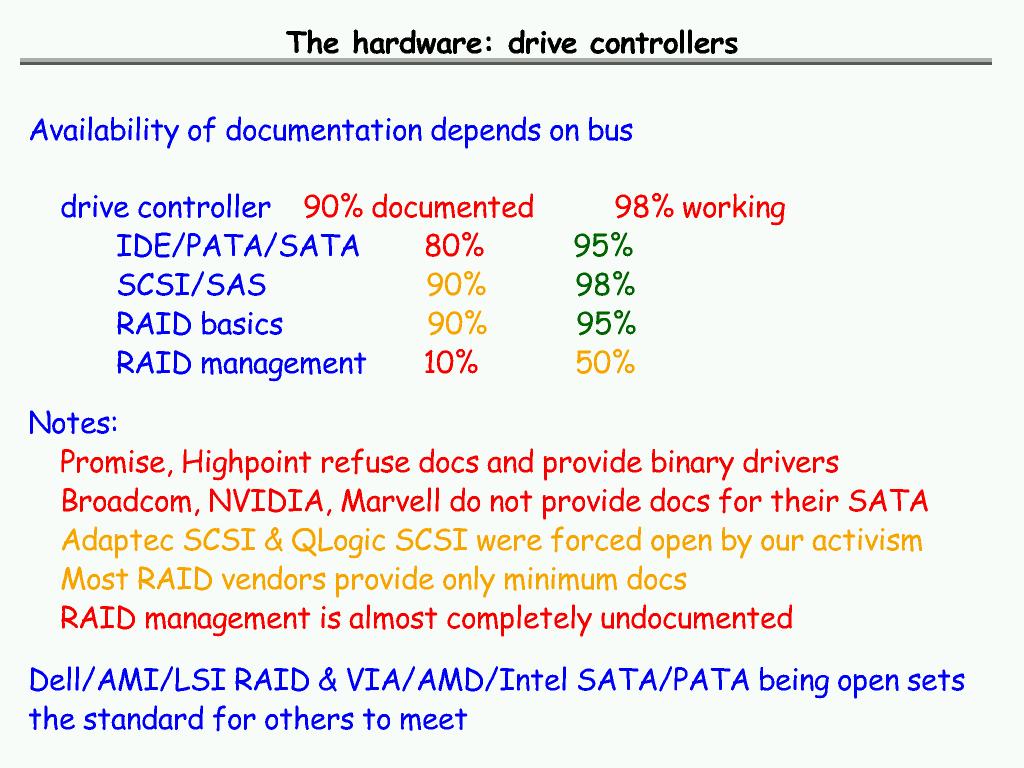 The hardware: drive controllers
Availability of documentation depends on bus
drive controller 90% documented 98% working
IDE/PATA/SATA 80% 95%
SCSI/SAS 90% 98%
RAID basics 90% 95%
RAID management 10% 50%
Notes:
Promise, Highpoint refuse docs and provide binary drivers
Broadcom, NVIDIA, Marvell do not provide docs for their SATA
Adaptec SCSI & QLogic SCSI were forced open by our activism
Most RAID vendors provide only minimum docs
RAID management is almost completely undocumented
Dell/AMI/LSI RAID & VIA/AMD/Intel SATA/PATA being open sets
the standard for others to meet